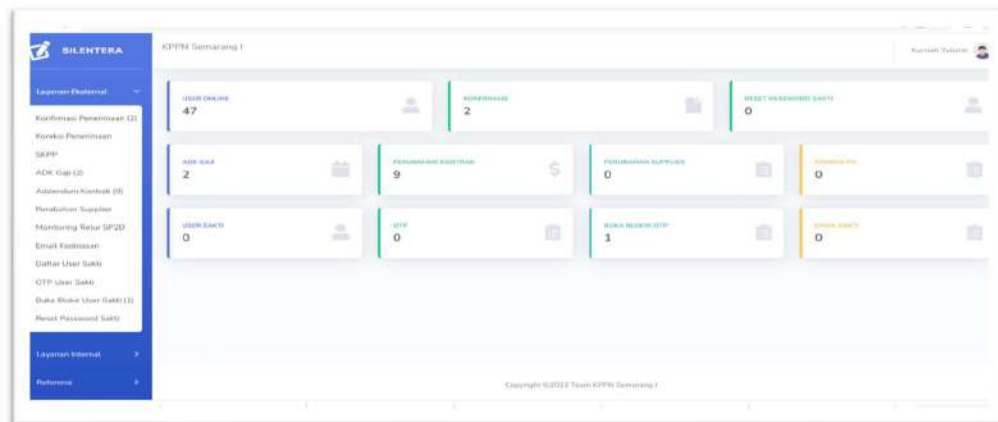 SILENTERA
KPPN Semarang I
Layanan Eksternal
Konfirmasi Penerimaan (2)
Koreksi Penerimaan
SKPP
ADK Gaji (2)
Addendum Kontrak (9)
Perubahan Supplier
Monitoring Retur SP2D
Email Kedinasan
Daftar User Sakti
OTP User Sakti
Buka Blokir User Sakti (1)
Reset Password Sakti
Layanan Internal
Referensi
USER ONLINE
47
KONFIRMASI
2
RESET PASSWORD SAKTI
0
ADK GAJI
2
PERUBAHAN KONTRAK
9
PERUBAHAN SUPPLIER
0
0
USER SAKTI
0
OTP
0
BUKA BLOKIR OTP
1
SAKTI
0
Copyright ©2023 Team KPPN Semarang I